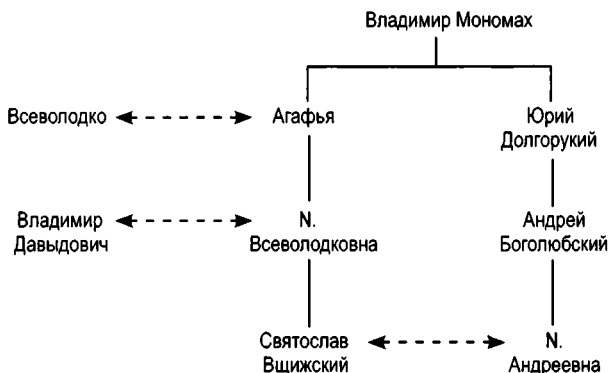 Владимир Мономах
Всеволодко
Агафья
Юрий
Долгорукий
Владимир
Давыдович
N.
Всеволодковна
Андрей
Боголюбский
Святослав
Вщижский
N.
Андреевна